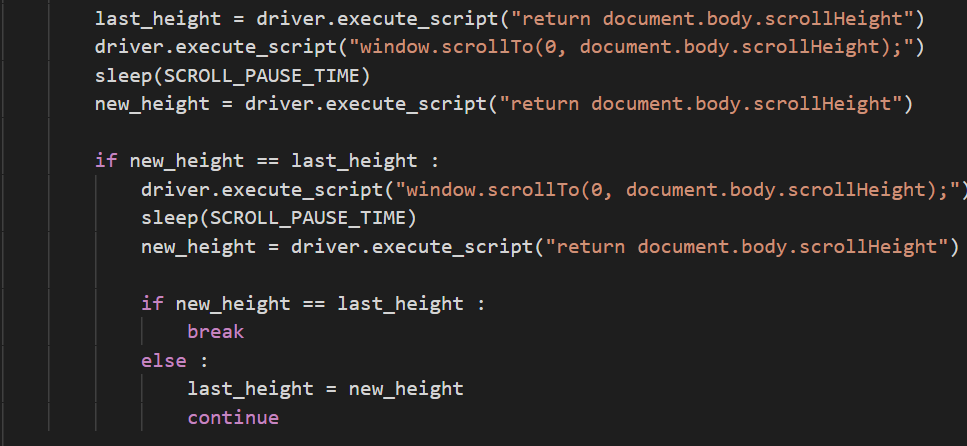 last_height = driver.execute_script("return document.body.scrollHeight")
driver.execute_script("window.scrollTo(0, document.body.scrollHeight);")
sleep(SCROLL_PAUSE_TIME)
new_height = driver.execute_script("return document.body.scrollHeight")
if new_height == last_height :
driver.execute_script("window.scrollTo(0, document.body.scrollHeight);")
sleep(SCROLL_PAUSE_TIME)
new_height = driver.execute_script("return document.body.scrollHeight")
if new_height == last_height :
break
else :
last_height = new_height
continue